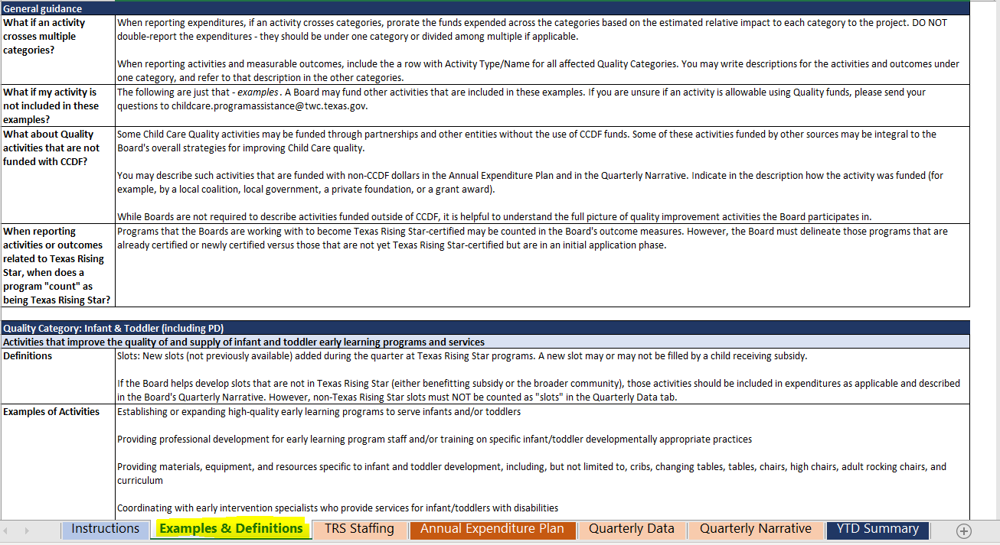 General guidance
What if an activity
crosses multiple
categories?
When reporting expenditures, if an activity crosses categories, prorate the funds expended across the categories based on the estimated relative impact to each category to the project. DO NOT
double-report the expenditures - they should be under one category or divided among multiple if applicable.
When reporting activities and measurable outcomes, include the a row with Activity Type/Name for all affected Quality Categories. You may write descriptions for the activities and outcomes under
one category, and refer to that description in the other categories.
What if my activity is
not included in these
examples?
The following are just that - examples. A Board may fund other activities that are included in these examples. If you are unsure if an activity is allowable using Quality funds, please send your
questions to childcare.programassistance@twc.texas.gov.
What about Quality
activities that are not
funded with CCDF?
Some Child Care Quality activities may be funded through partnerships and other entities without the use of CCDF funds. Some of these activities funded by other sources may be integral to the
Board's overall strategies for improving Child Care quality.
You may describe such activities that are funded with non-CCDF dollars in the Annual Expenditure Plan and in the Quarterly Narrative. Indicate in the description how the activity was funded (for
example, by a local coalition, local government, a private foundation, or a grant award).
While Boards are not required to describe activities funded outside of CCDF, it is helpful to understand the full picture of quality improvement activities the Board participates in.
When reporting
activities or outcomes
related to Texas Rising
Star, when does a
program "count" as
being Texas Rising Star?
Programs that the Boards are working with to become Texas Rising Star-certified may be counted in the Board's outcome measures. However, the Board must delineate those programs that are
already certified or newly certified versus those that are not yet Texas Rising Star-certified but are in an initial application phase.
Quality Category: Infant & Toddler (including PD)
Activities that improve the quality of and supply of infant and toddler early learning programs and services
Definitions
Slots: New slots (not previously available) added during the quarter at Texas Rising Star programs. A new slot may or may not be filled by a child receiving subsidy.
If the Board helps develop slots that are not in Texas Rising Star (either benefitting subsidy or the broader community), those activities should be included in expenditures as applicable and described
in the Board's Quarterly Narrative. However, non-Texas Rising Star slots must NOT be counted as "slots" in the Quarterly Data tab.
Examples of Activities
Establishing or expanding high-quality early learning programs to serve infants and/or toddlers
Providing professional development for early learning program staff and/or training on specific infant/toddler developmentally appropriate practices
Providing materials, equipment, and resources specific to infant and toddler development, including, but not limited to, cribs, changing tables, tables, chairs, high chairs, adult rocking chairs, and
curriculum
Coordinating with early intervention specialists who provide services for infant/toddlers with disabilities
Instructions
Examples & Definitions
TRS Staffing
Annual Expenditure Plan
Quarterly Data
Quarterly Narrative
YTD Summary